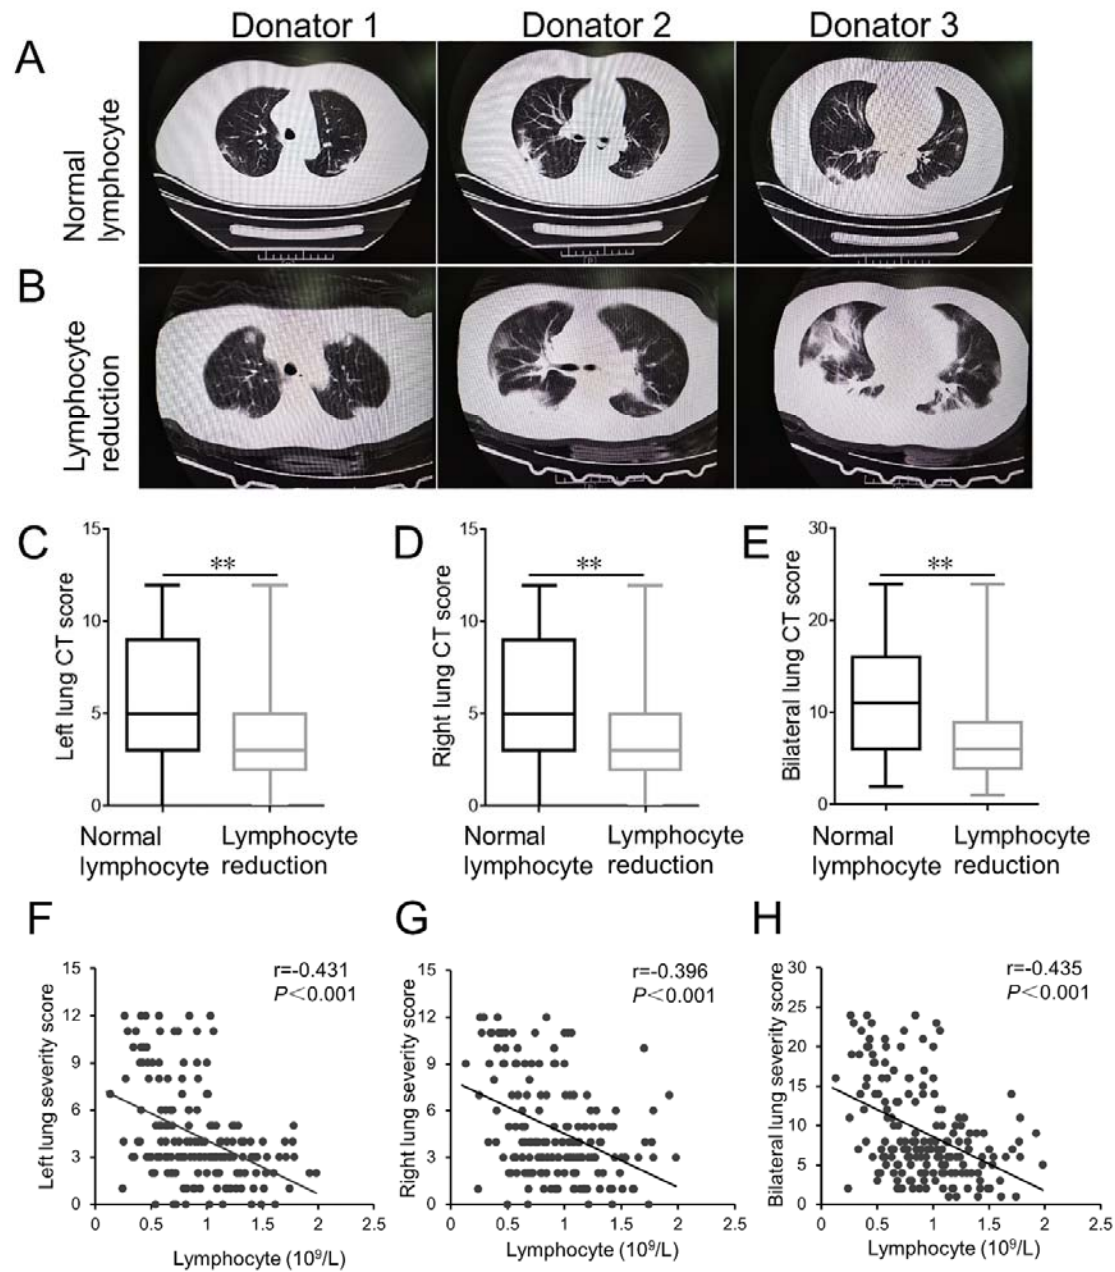 Donator 1 Donator 2 Donator 3
A
Normal
lymphocyte
B
Lymphocyte
reduction
C
Left lung CT score
15
10
5
0
**
Normal
lymphocyte
Lymphocyte
reduction
D
Right lung CT score
15
10
5
0
**
Normal
lymphocyte
Lymphocyte
reduction
E
Bilateral lung CT score
30
20
10
0
**
Normal
lymphocyte
Lymphocyte
reduction
F
Left lung severity score
15
12
9
6
3
0
r=-0.431
P<0.001
0 0.5 1 1.5 2 2.5
Lymphocyte (10⁹/L)
G
Right lung severity score
15
12
9
6
3
0
r=-0.396
P<0.001
0 0.5 1 1.5 2 2.5
Lymphocyte (10⁹/L)
H
Bilateral lung severity score
30
25
20
15
10
5
0
r=-0.435
P<0.001
0 0.5 1 1.5 2 2.5
Lymphocyte (10⁹/L)